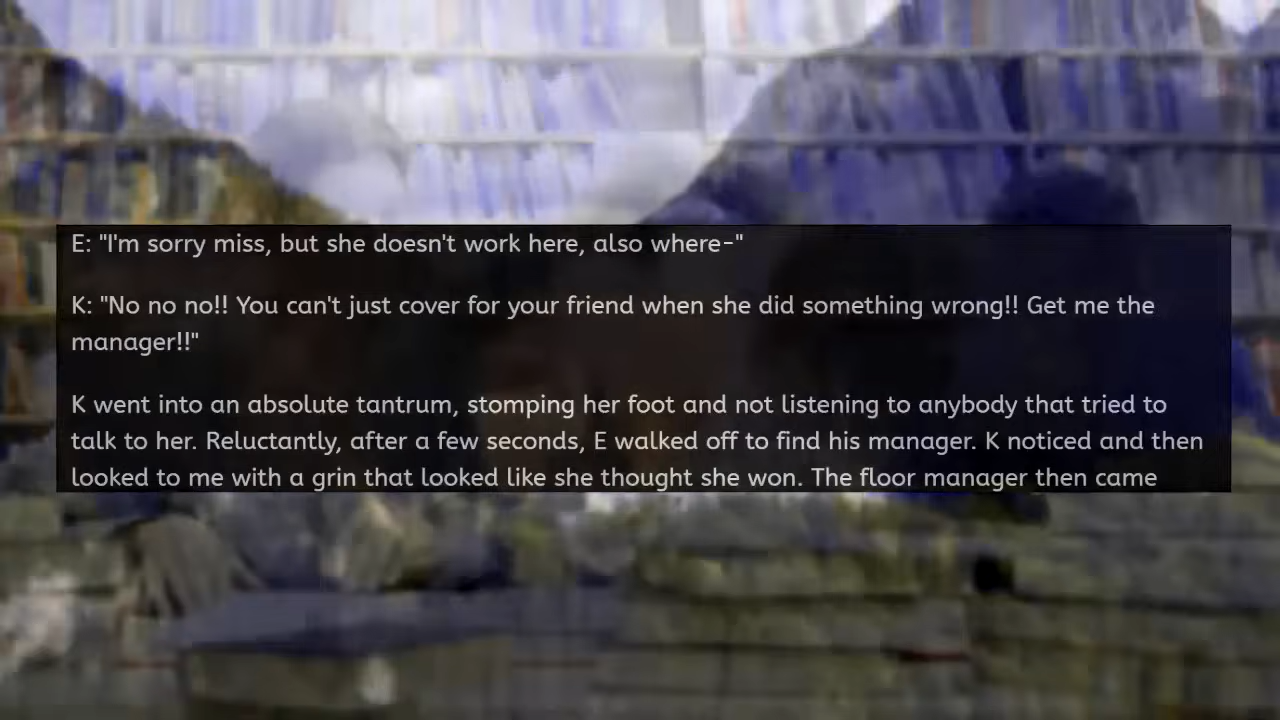 E: "I'm sorry miss, but she doesn't work here, also where-"
K: "No no no!! You can't just cover for your friend when she did something wrong!! Get me the
manager!!"
K went into an absolute tantrum, stomping her foot and not listening to anybody that tried to
talk to her. Reluctantly, after a few seconds, E walked off to find his manager. K noticed and then
looked to me with a grin that looked like she thought she won. The floor manager then came